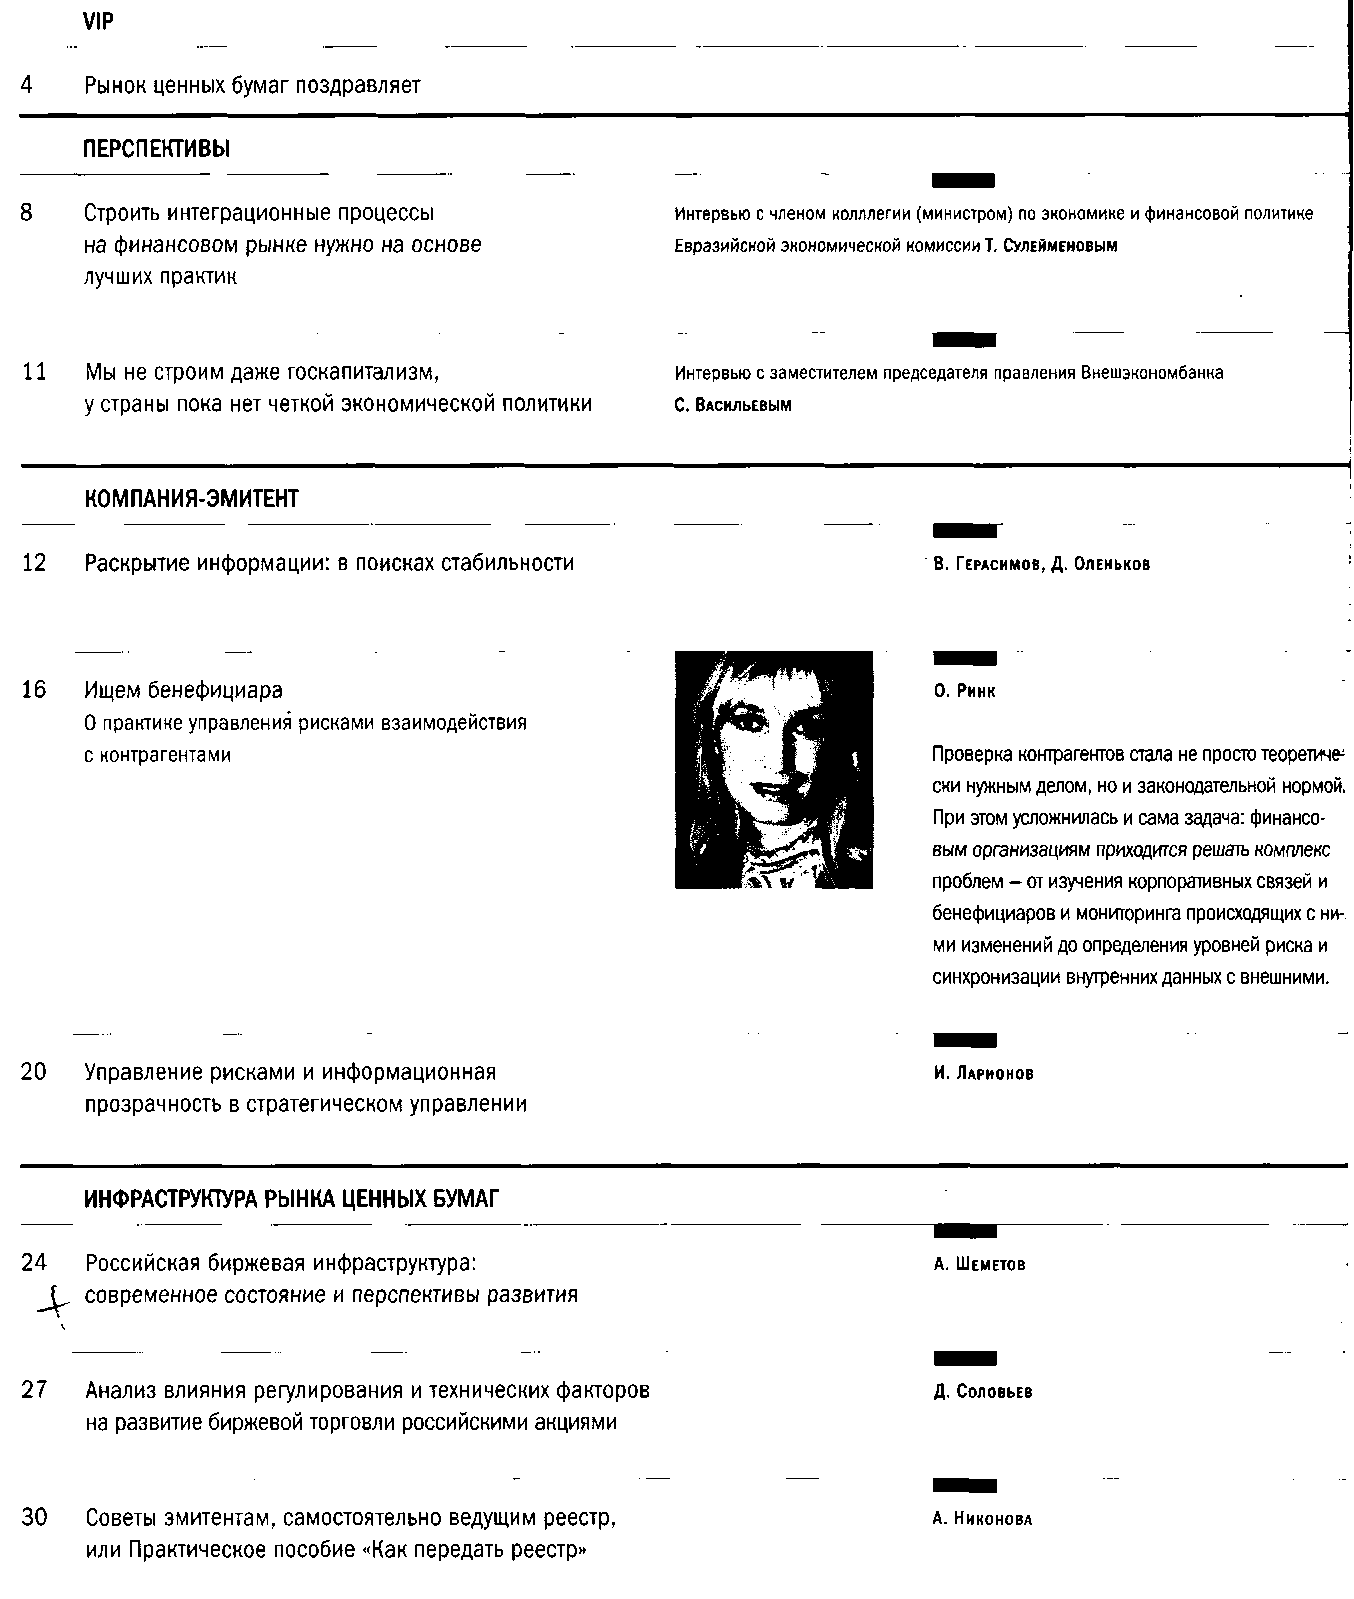 VIP
4 Рынок ценных бумаг поздравляет
ПЕРСПЕКТИВЫ
8 Строить интеграционные процессы
на финансовом рынке нужно на основе
лучших практик
Интервью с членом колллегии (министром) по экономике и финансовой политике
Евразийской экономической комиссии Т. Сулейменовым
11 Мы не строим даже госкапитализм,
у страны пока нет четкой экономической политики
Интервью с заместителем председателя правления Внешэкономбанка
С. Васильевым
КОМПАНИЯ-ЭМИТЕНТ
12 Раскрытие информации: в поисках стабильности
В. Герасимов, Д. Оленьков
16 Ищем бенефициара
О практике управления рисками взаимодействия
с контрагентами
О. Ринк
Проверка контрагентов стала не просто теоретиче-
ски нужным делом, но и законодательной нормой.
При этом усложнилась и сама задача: финансо-
вым организациям приходится решать комплекс
проблем – от изучения корпоративных связей и
бенефициаров и мониторинга происходящих с ни-
ми изменений до определения уровней риска и
синхронизации внутренних данных с внешними.
20 Управление рисками и информационная
прозрачность в стратегическом управлении
И. Ларионов
ИНФРАСТРУКТУРА РЫНКА ЦЕННЫХ БУМАГ
24 Российская биржевая инфраструктура:
современное состояние и перспективы развития
А. Шеметов
27 Анализ влияния регулирования и технических факторов
на развитие биржевой торговли российскими акциями
Д. Соловьев
30 Советы эмитентам, самостоятельно ведущим реестр,
или Практическое пособие «Как передать реестр»
А. Никонова